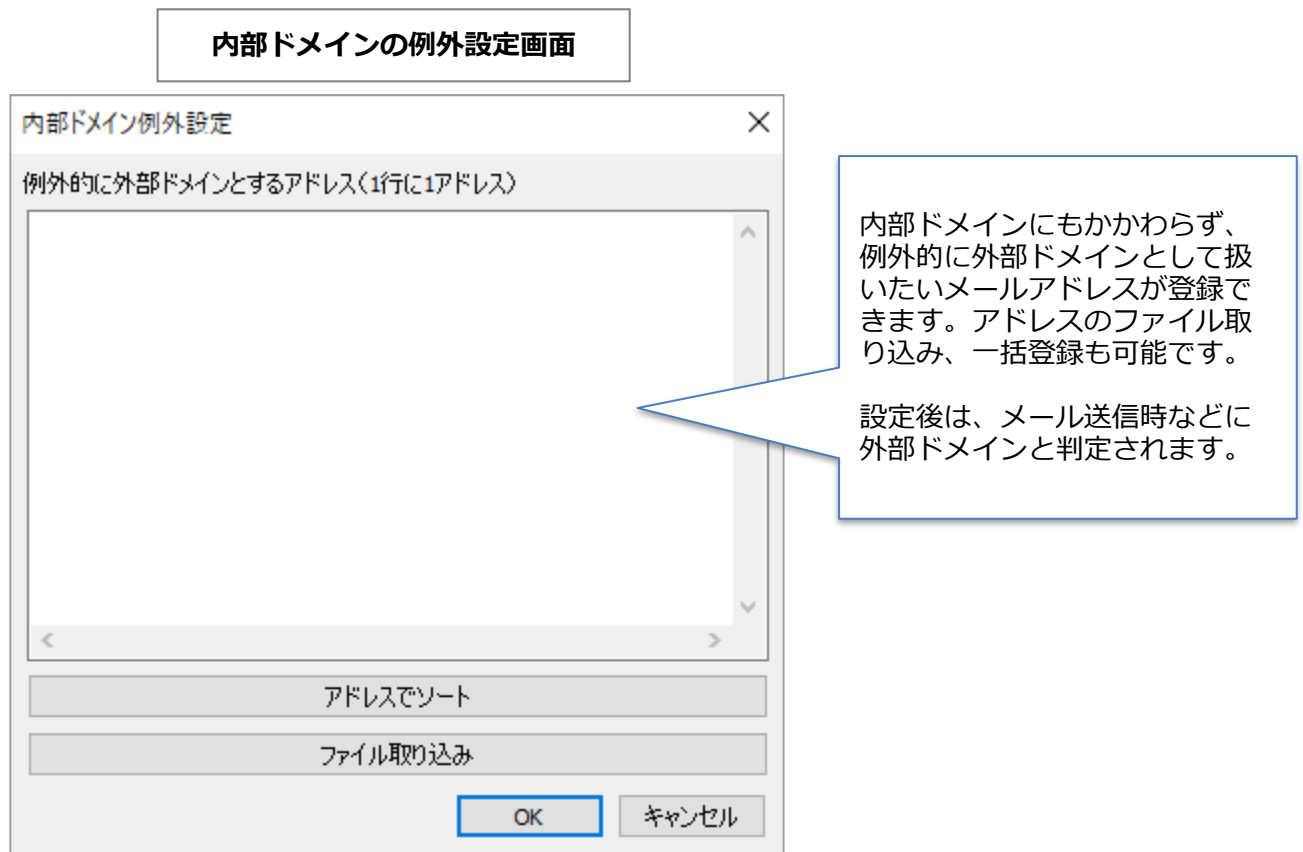 内部ドメインの例外設定画面
内部ドメイン例外設定
例外的に外部ドメインとするアドレス(1行に1アドレス)
内部ドメインにもかかわらず、
例外的に外部ドメインとして扱
いたいメールアドレスが登録で
きます。アドレスのファイル取
り込み、一括登録も可能です。
設定後は、メール送信時などに
外部ドメインと判定されます。
アドレスでソート
ファイル取り込み
OK
キャンセル